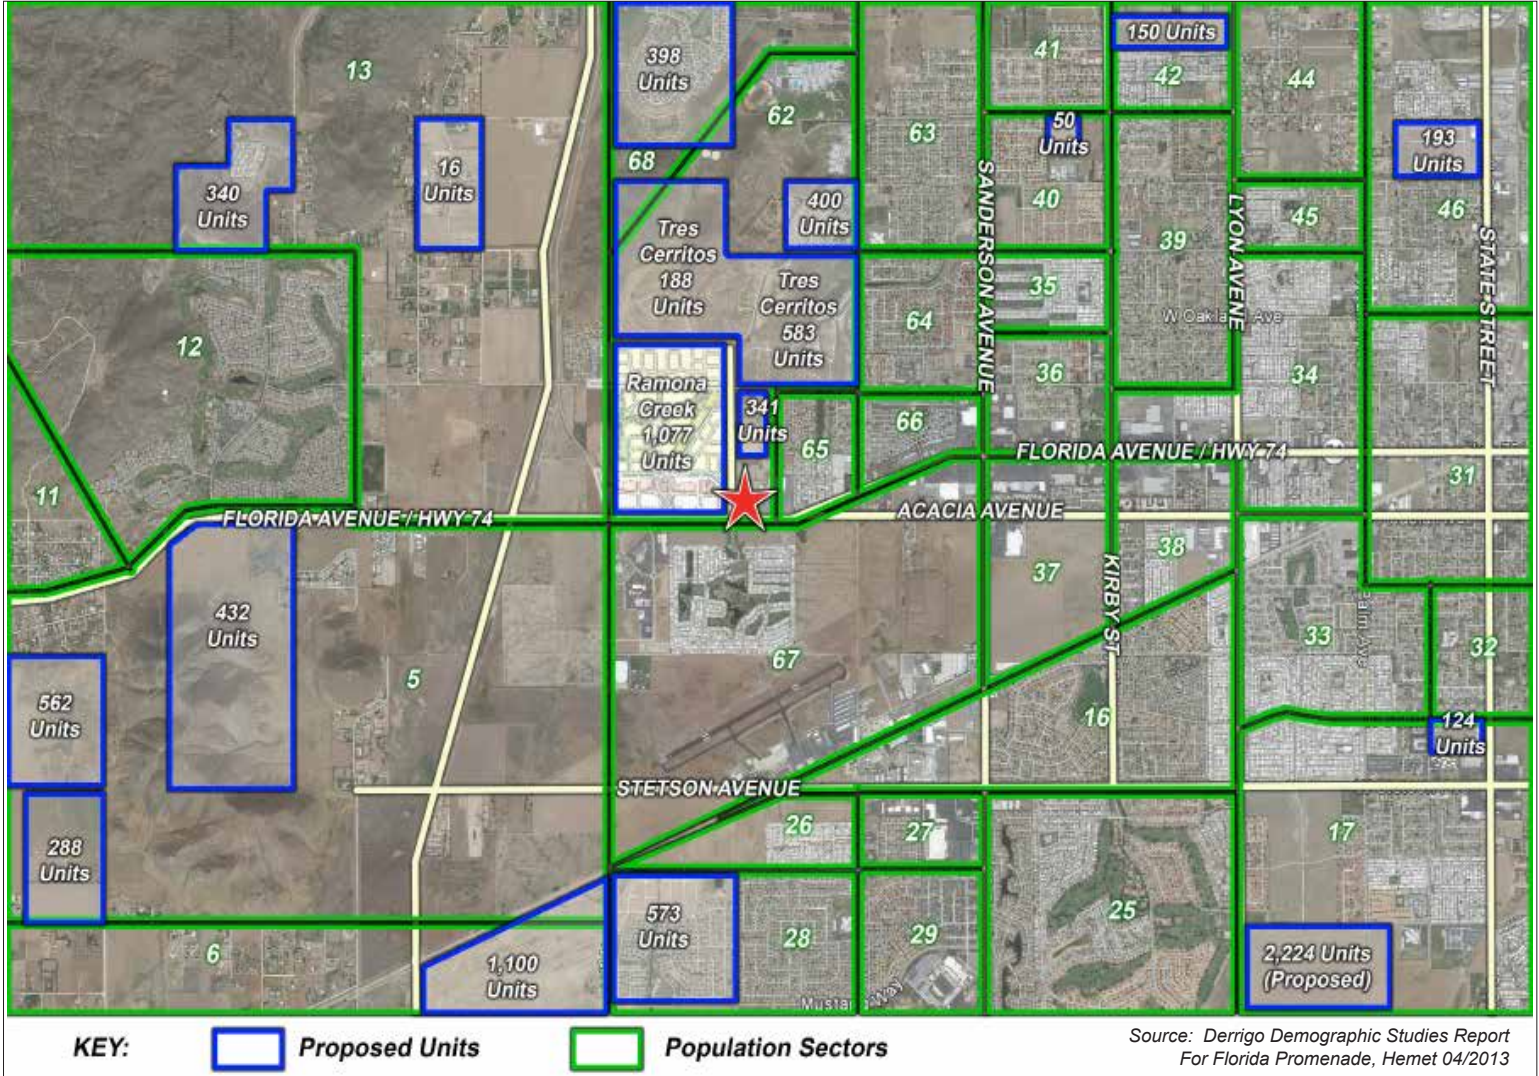 398
Units
150 Units
41
13
42
44
62
63
50
Units
193
Units
68
16
Units
340
Units
400
Units
40
45
46
SANDERSON AVENUE
LYON AVENUE
STATE STREET
Tres
Cerritos
188
Units
39
Tres
Cerritos
583
Units
35
W Oakland Ave
64
12
36
34
Ramona
Creek
1,077
Units
341
Units
66
65
FLORIDA AVENUE / HWY 74
31
11
FLORIDA AVENUE / HWY 74
ACACIA AVENUE
38
37
KIRBY ST
432
Units
Palm Ave
33
32
67
5
562
Units
16
124
Units
STETSON AVENUE
26
27
17
288
Units
25
573
Units
28
29
6
1,100
Units
2,224 Units
(Proposed)
Mustang Way
KEY:
Proposed Units
Population Sectors
Source: Derrigo Demographic Studies Report
For Florida Promenade, Hemet 04/2013